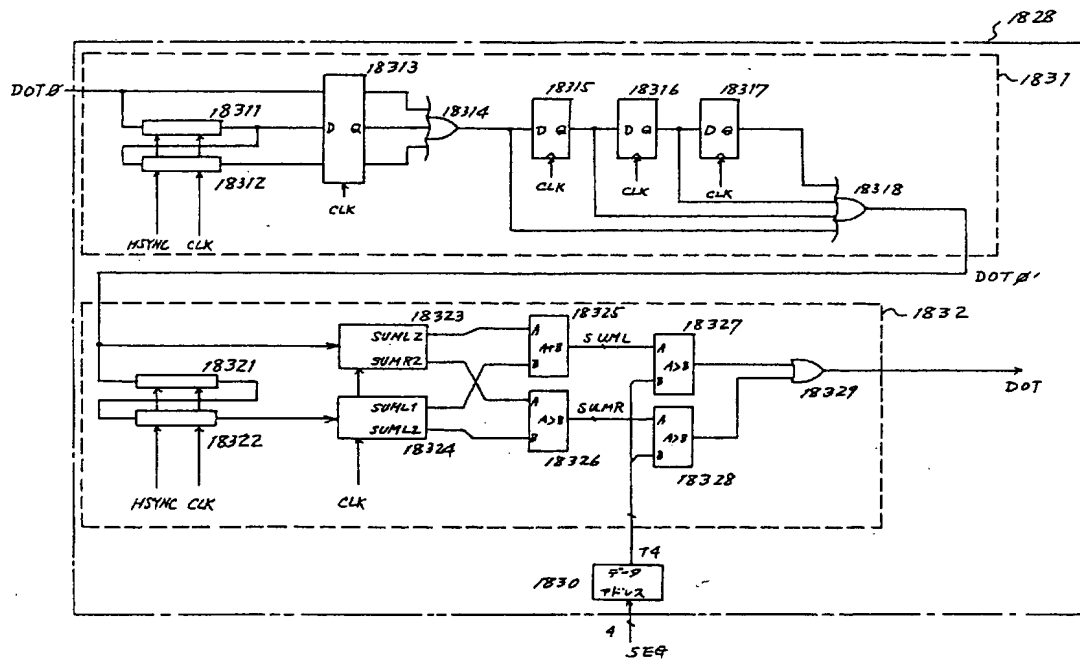 1828
1831
DOTØ
18311
18312
HSYNC CLK
18313
D Q
CLK
18314
18315
D Q
CLK
18316
D Q
CLK
18317
D Q
CLK
18318
DOTØ'
1832
18321
18322
HSYNC CLK
18323
SUML2
SUMR2
SUML1
SUML2
18324
CLK
18325
A
A+B
B
SUML
A
A>B
B
18326
SUMR
18327
A
A>B
B
A
A>B
B
18328
18329
DOT
T4
1830
データ
アドレス
4
SEG